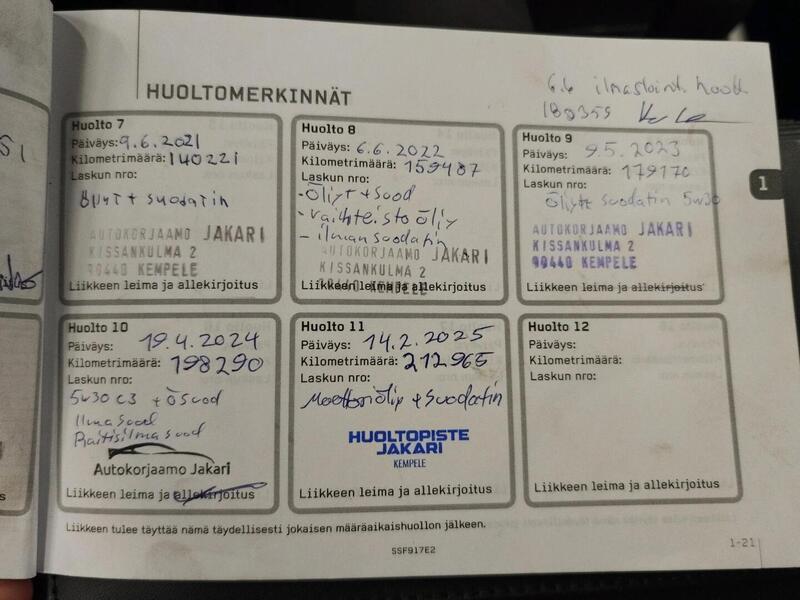 HUOLTOMERKINNÄT
6.6 ilmastoint. huolt
180359
Huolto 7
Päiväys: 9.6.2021
Kilometrimäärä: 140221
Laskun nro:
Öljyt + suodatin
AUTOKORJAAMO JAKARI
KISSANKULMA 2
90440 KEMPELE
Liikkeen leima ja allekirjoitus
Huolto 8
Päiväys: 6.6.2022
Kilometrimäärä: 159487
Laskun nro:
- Öljyt + suod
- vaihteisto öljy
- ilmansuodatin
AUTOKORJAAMO JAKARI
KISSANKULMA 2
90440 KEMPELE
Liikkeen leima ja allekirjoitus
Huolto 9
Päiväys: 9.5.2023
Kilometrimäärä: 179170
Laskun nro:
Öljyt suodatin 5w30
AUTOKORJAAMO JAKARI
KISSANKULMA 2
90440 KEMPELE
Liikkeen leima ja allekirjoitus
Huolto 10
Päiväys: 19.4.2024
Kilometrimäärä: 198290
Laskun nro:
5w30 C3 + Ösuod
Ilmasuod
Raitisilmasuod
Autokorjaamo Jakari
Liikkeen leima ja allekirjoitus
Huolto 11
Päiväys: 14.2.2025
Kilometrimäärä: 212965
Laskun nro:
Moottoriöljy + suodatin
HUOLTOPISTE
JAKARI
KEMPELE
Liikkeen leima ja allekirjoitus
Huolto 12
Päiväys:
Kilometrimäärä:
Laskun nro:
Liikkeen leima ja allekirjoitus
Liikkeen tulee täyttää nämä täydellisesti jokaisen määräaikaishuollon jälkeen.
SSF917E2
1-21
1